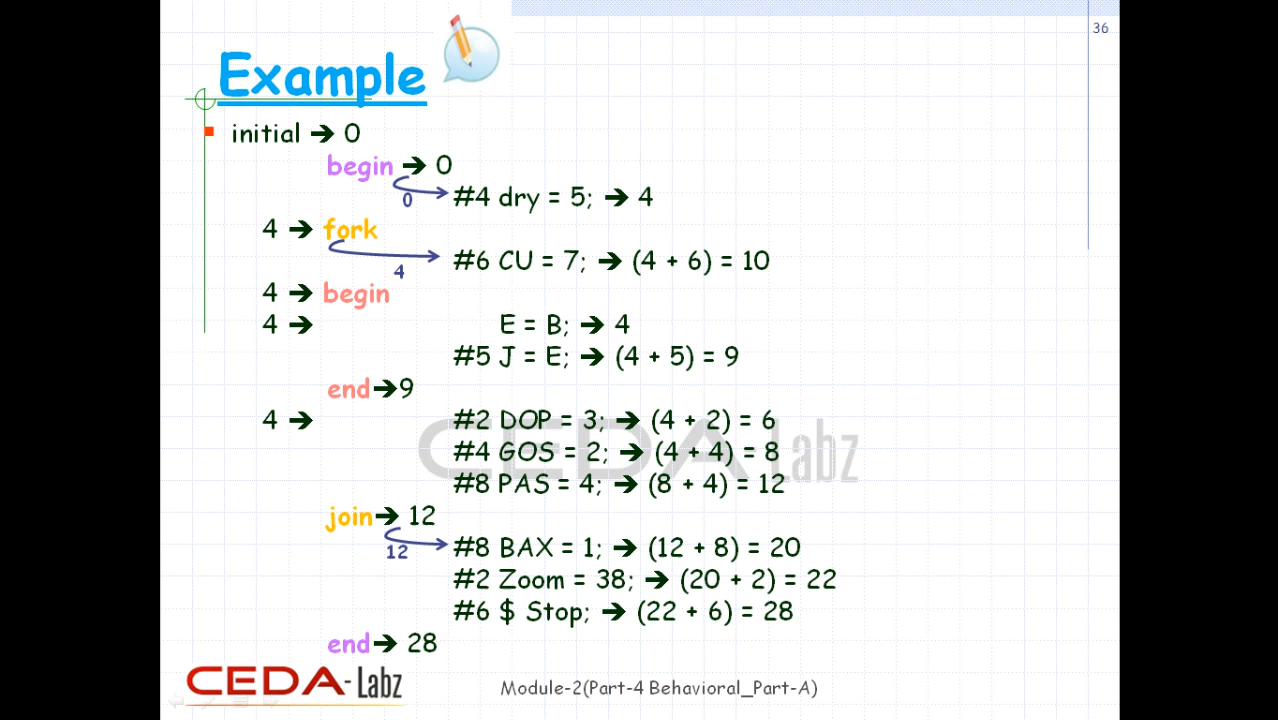 36
Example
▪ initial ➔ 0
begin ➔ 0
0
#4 dry = 5; ➔ 4
4 ➔ fork
4
#6 CU = 7; ➔ (4 + 6) = 10
4 ➔ begin
4 ➔ E = B; ➔ 4
#5 J = E; ➔ (4 + 5) = 9
end➔9
4 ➔ #2 DOP = 3; ➔ (4 + 2) = 6
#4 GOS = 2; ➔ (4 + 4) = 8
CEDA Labz
#8 PAS = 4; ➔ (8 + 4) = 12
join➔ 12
12
#8 BAX = 1; ➔ (12 + 8) = 20
#2 Zoom = 38; ➔ (20 + 2) = 22
#6 $ Stop; ➔ (22 + 6) = 28
end➔ 28
CEDA-Labz
Module-2(Part-4 Behavioral_Part-A)